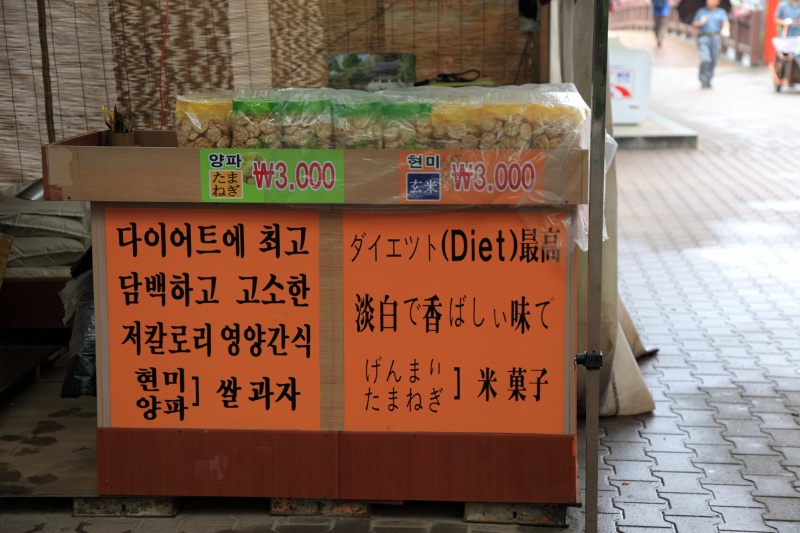 양파
たま
ねぎ
₩3.000
현미
玄米
₩3.000
다이어트에 최고
담백하고 고소한
저칼로리 영양간식
현미
양파
] 쌀과자
ダイエット(Diet)最高
淡白で香ばしい味で
げんまい
たまねぎ
] 米菓子